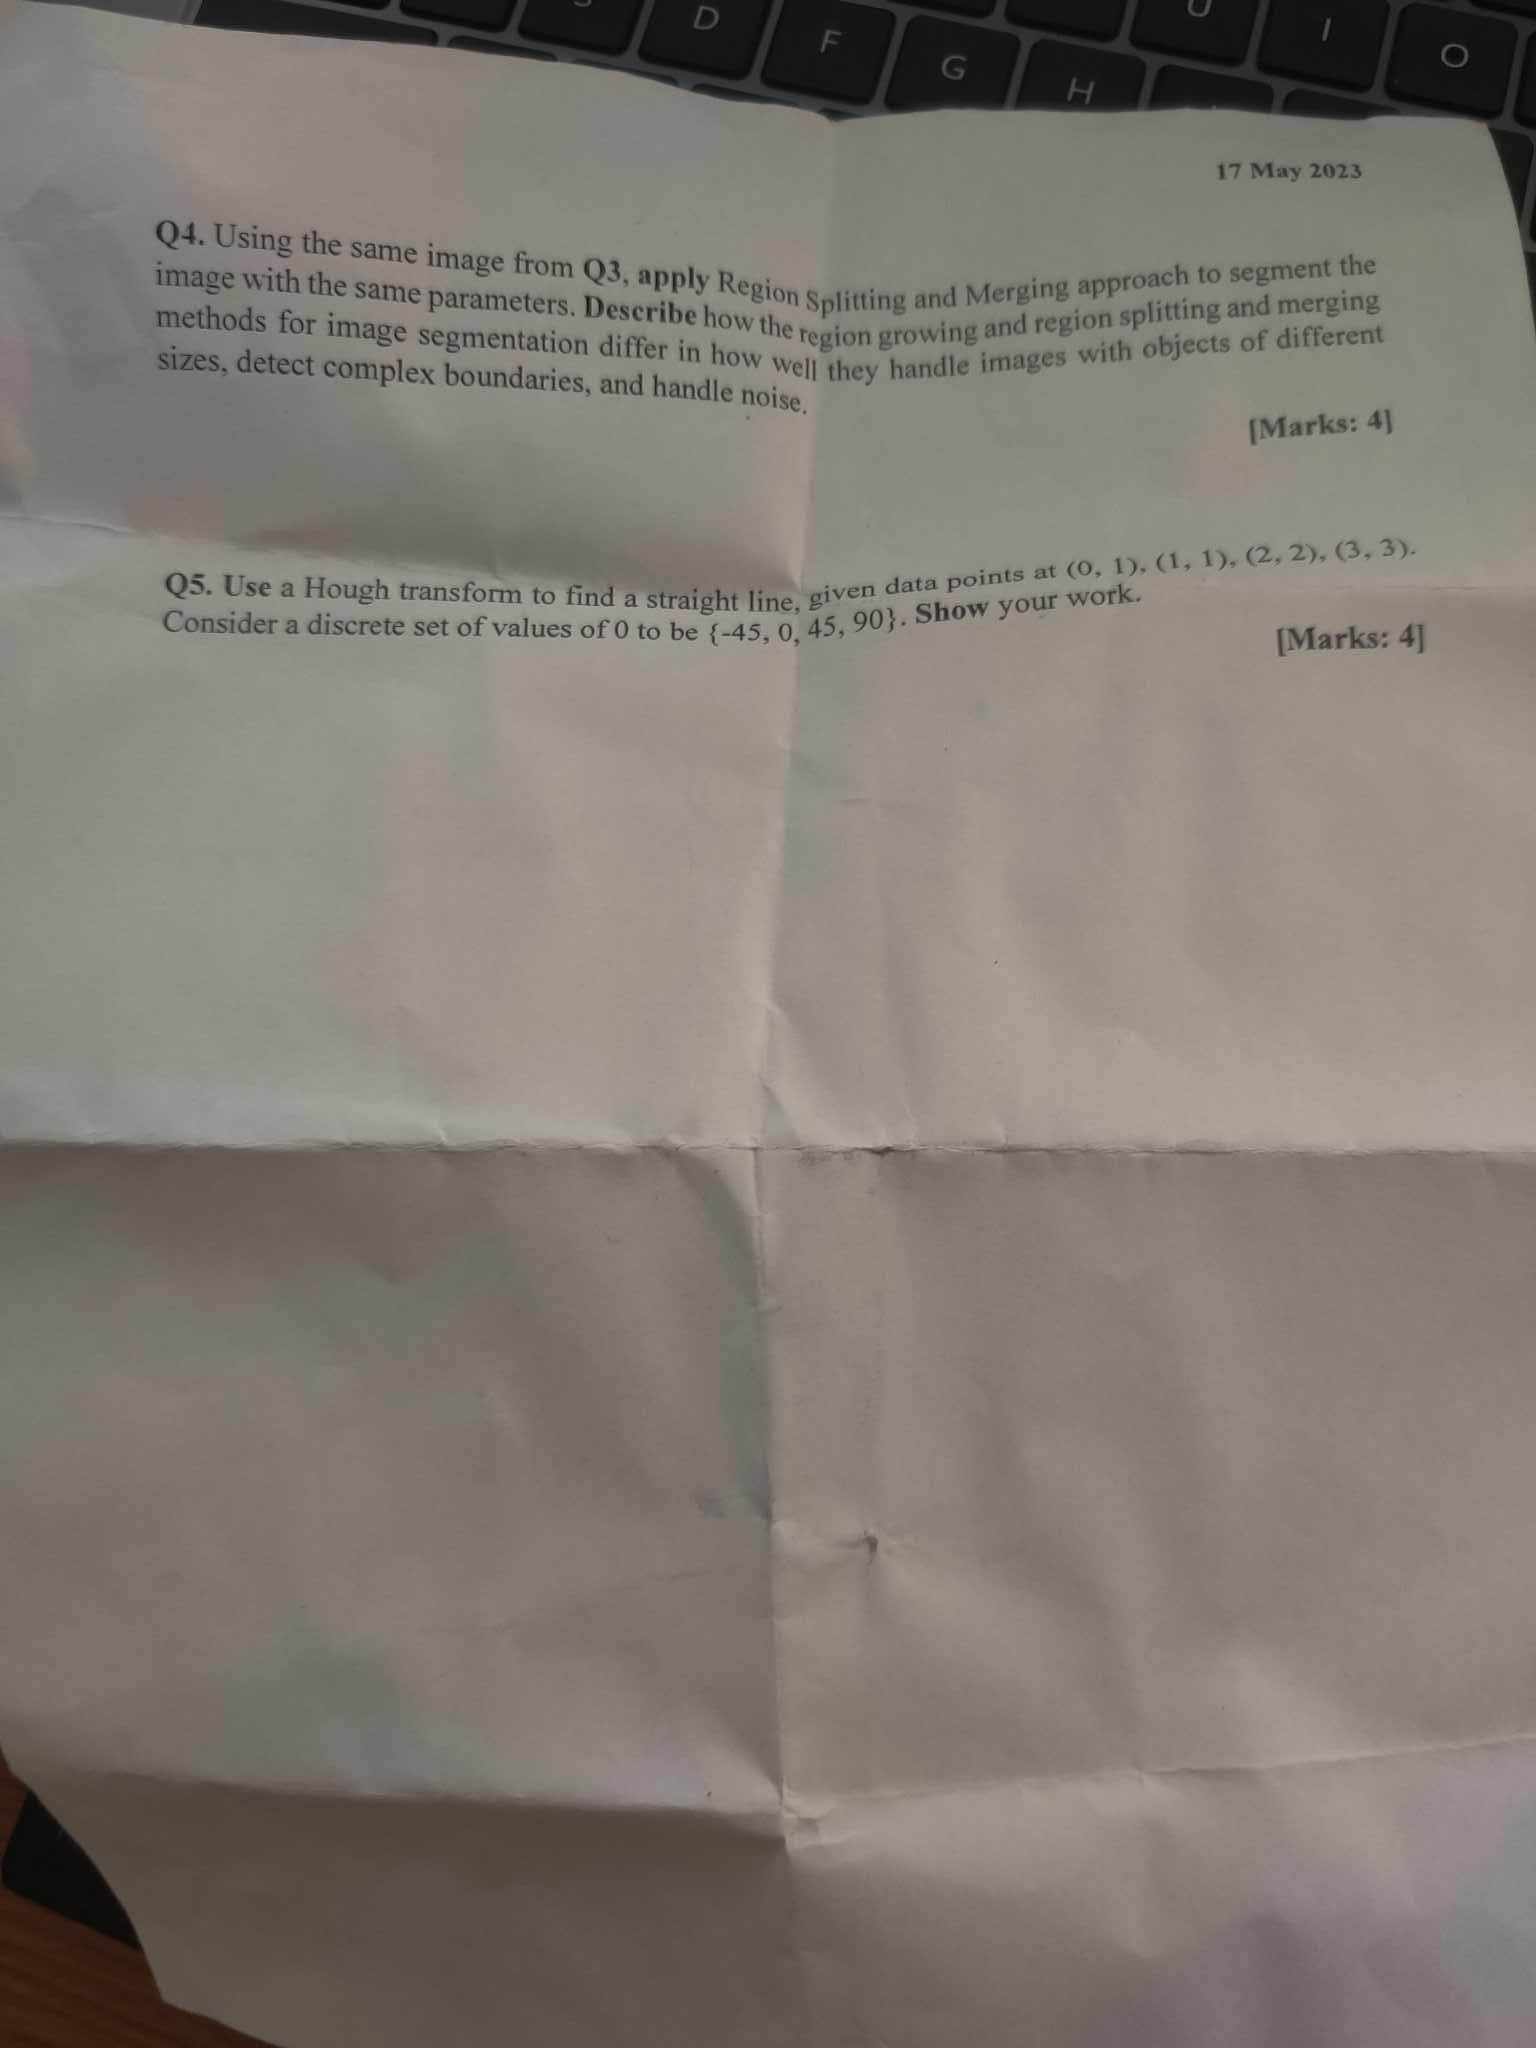 D F G H U I O
17 May 2023
Q4. Using the same image from Q3, apply Region Splitting and Merging approach to segment the
image with the same parameters. Describe how the region growing and region splitting and merging
methods for image segmentation differ in how well they handle images with objects of different
sizes, detect complex boundaries, and handle noise.
[Marks: 4]
Q5. Use a Hough transform to find a straight line, given data points at (0, 1), (1, 1), (2, 2), (3, 3).
Consider a discrete set of values of 0 to be {-45, 0, 45, 90}. Show your work.
[Marks: 4]